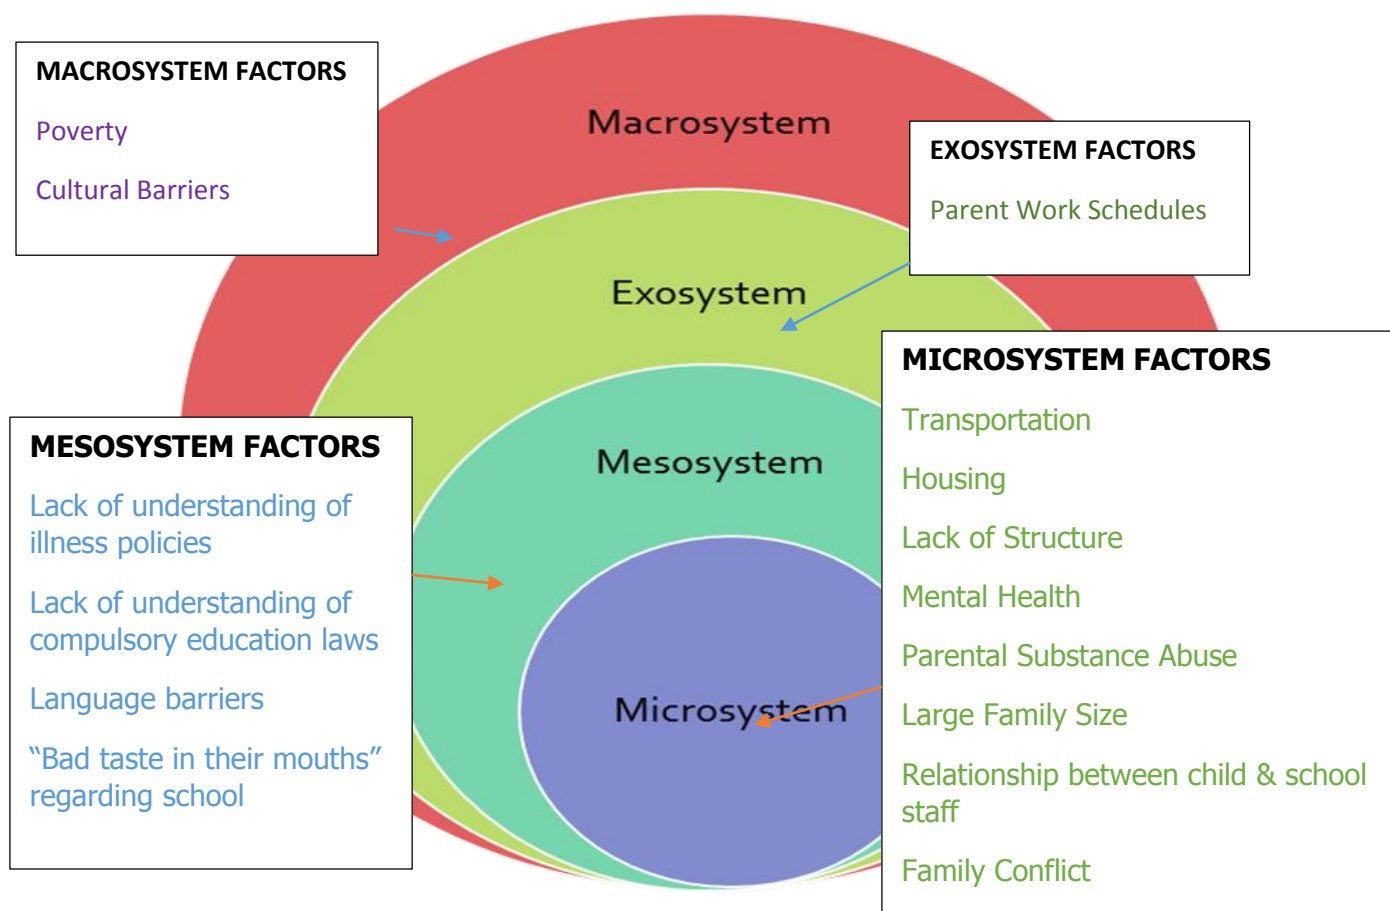 MACROSYSTEM FACTORS
Poverty
Cultural Barriers
Macrosystem
EXOSYSTEM FACTORS
Parent Work Schedules
Exosystem
MICROSYSTEM FACTORS
Transportation
Housing
Lack of Structure
Mental Health
Parental Substance Abuse
Large Family Size
Relationship between child & school
staff
Family Conflict
MESOSYSTEM FACTORS
Lack of understanding of
illness policies
Lack of understanding of
compulsory education laws
Language barriers
“Bad taste in their mouths”
regarding school
Mesosystem
Microsystem